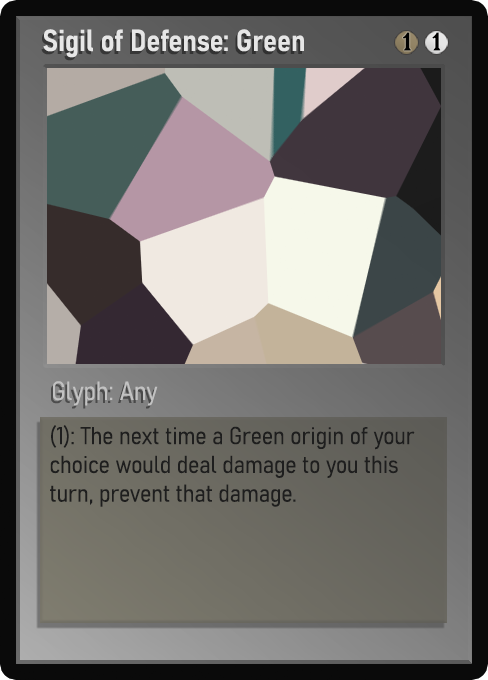 Sigil of Defense: Green 1 1
Glyph: Any
(1): The next time a Green origin of your
choice would deal damage to you this
turn, prevent that damage.